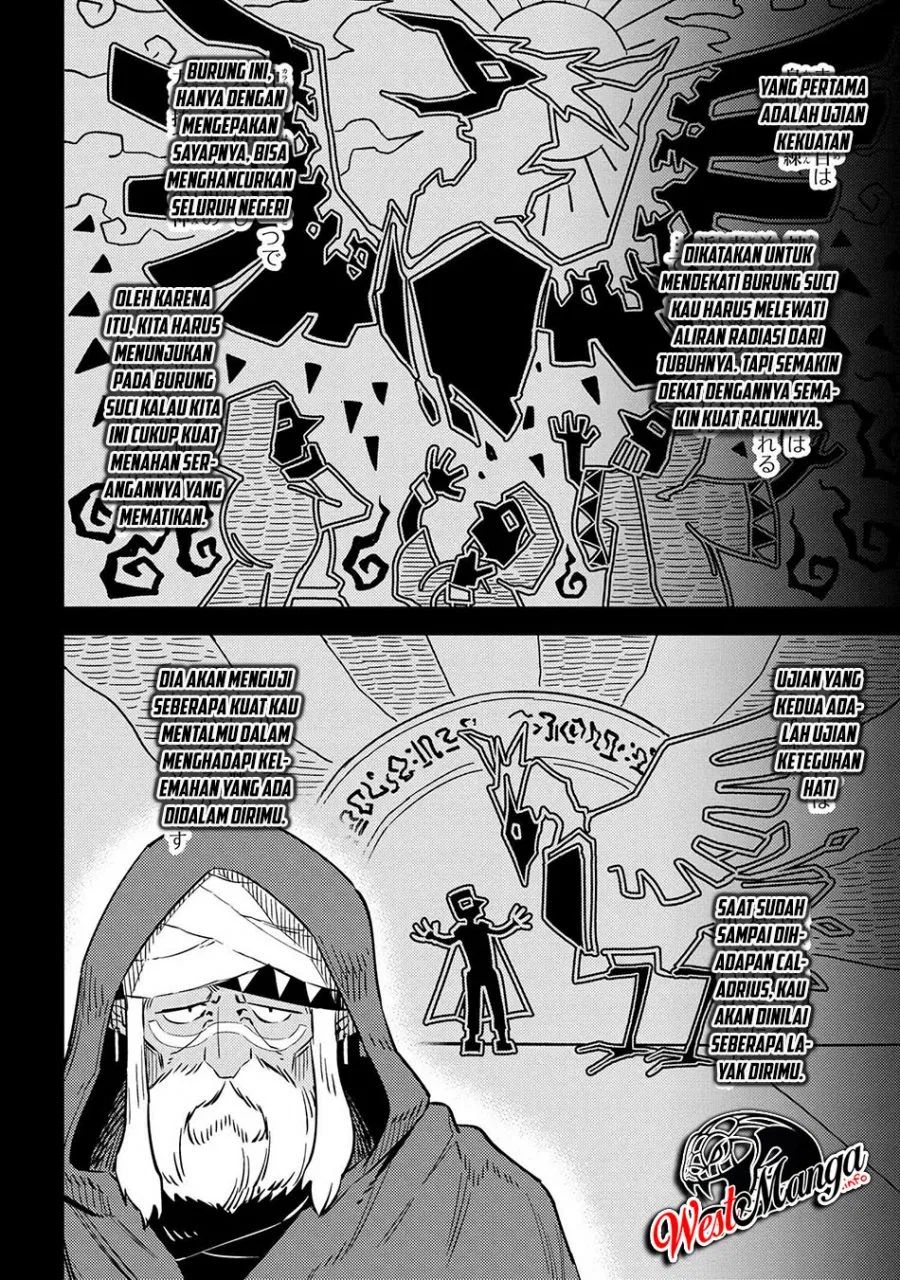 YANG PERTAMA
ADALAH UJIAN
KEKUATAN
DIKATAKAN UNTUK
MENDEKATI BURUNG SUCI
KAU HARUS MELEWATI
ALIRAN RADIASI DARI
TUBUHNYA, TAPI SEMAKIN
DEKAT DENGANNYA SEMA-
KIN KUAT RACUNNYA.
BURUNG INI,
HANYA DENGAN
MENGEPAKAN
SAYAPNYA, BISA
MENGHANCURKAN
SELURUH NEGERI
OLEH KARENA
ITU, KITA HARUS
MENUNJUKAN
PADA BURUNG
SUCI KALAU KITA
INI CUKUP KUAT
MENAHAN SER-
ANGANNYA YANG
MEMATIKAN.
UJIAN YANG
KEDUA ADA-
LAH UJIAN
KETEGUHAN
HATI
SAAT SUDAH
SAMPAI DIH-
ADAPAN CAL-
ADRIUS, KAU
AKAN DINILAI
SEBERAPA LA-
YAK DIRIMU.
DIA AKAN MENGUJI
SEBERAPA KUAT KAU
MENTALMU DALAM
MENGHADAPI KEL-
EMAHAN YANG ADA
DIDALAM DIRIMU.
す
WestManga
.info